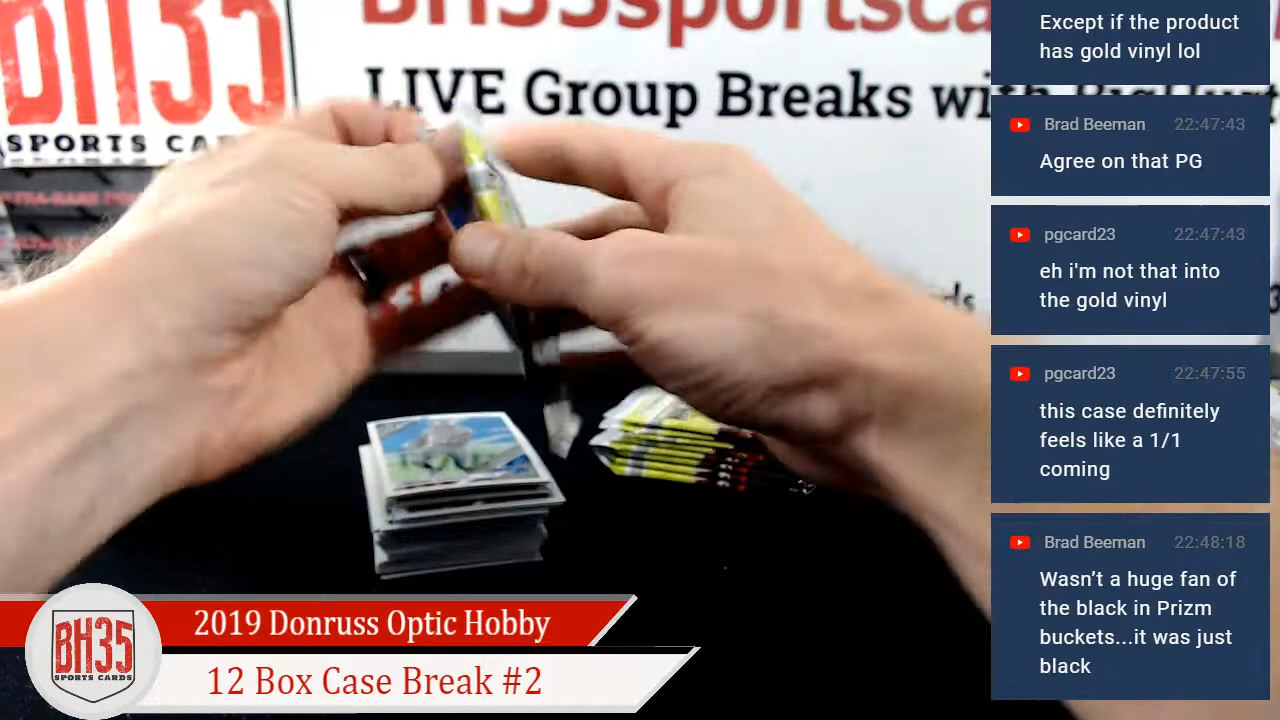 BH35sportsca
BH35
SPORTS CA
LIVE Group Breaks with
Except if the product
has gold vinyl lol
Brad Beeman 22:47:43
Agree on that PG
pgcard23 22:47:43
eh i'm not that into
the gold vinyl
pgcard23 22:47:55
this case definitely
feels like a 1/1
coming
Brad Beeman 22:48:18
Wasn’t a huge fan of
the black in Prizm
buckets...it was just
black
2019 Donruss Optic Hobby
12 Box Case Break #2
BH35
SPORTS CARDS